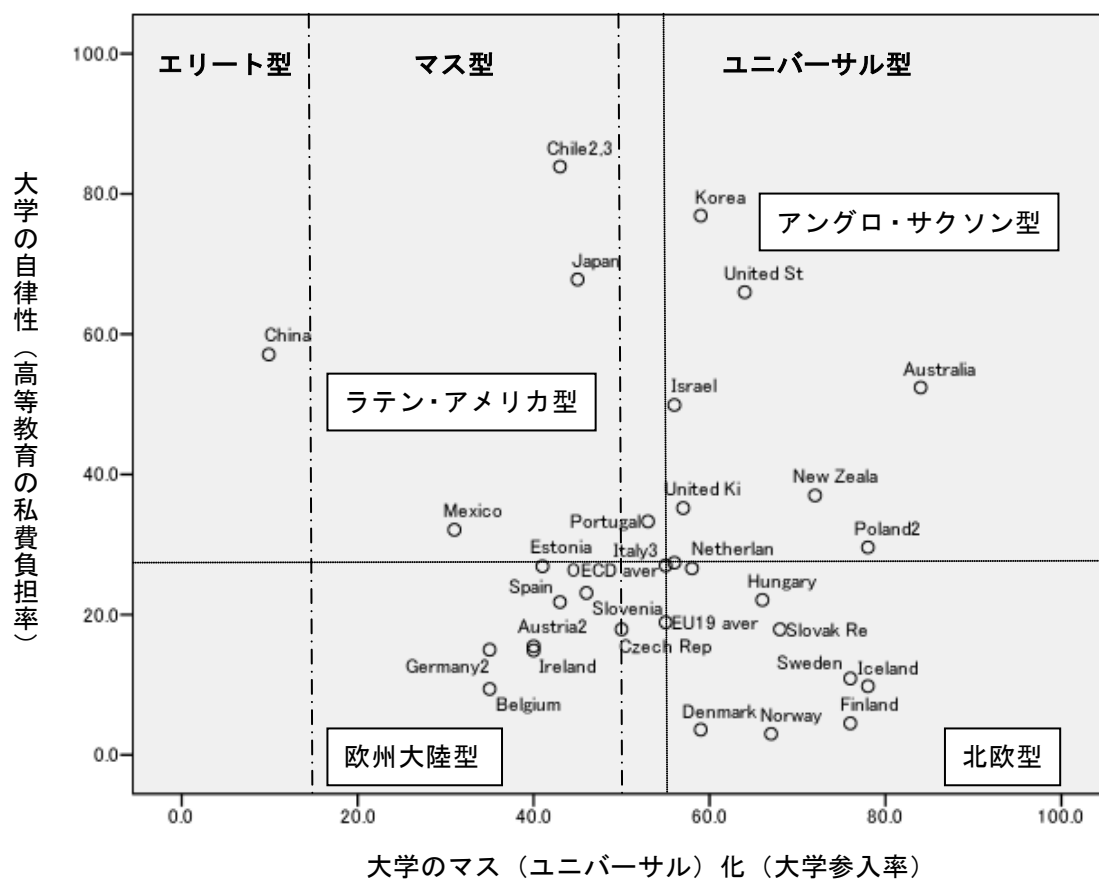 エリート型
マス型
ユニバーサル型
大学の自律性（高等教育の私費負担率）
100.0
80.0
60.0
40.0
20.0
0.0
Chile2,3
Korea
アングロ・サクソン型
Japan
United St
China
Australia
Israel
ラテン・アメリカ型
New Zeala
United Ki
Mexico
Portugal
Poland2
Estonia
Italy3
Netherlan
OECD aver
Hungary
Spain
Slovenia
EU19 aver
Slovak Re
Austria2
Czech Rep
Germany2
Ireland
Sweden
Iceland
Belgium
Denmark
Norway
Finland
欧州大陸型
北欧型
0.0
20.0
40.0
60.0
80.0
100.0
大学のマス（ユニバーサル）化（大学参入率）